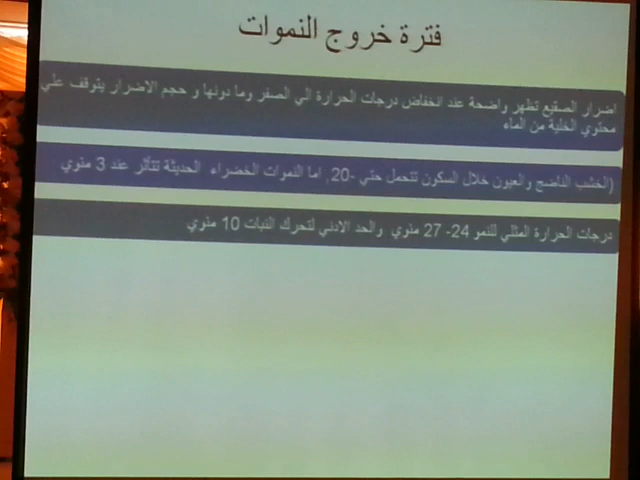 فترة خروج النموات
اضرار الصقيع تظهر واضحة عند انخفاض درجات الحرارة الي الصفر وما دونها و حجم الاضرار يتوقف علي
محتوي الخلية من الماء
(الخشب الناضج والعيون خلال السكون تتحمل حتي -20, اما النموات الخضراء الحديثة تتأثر عند 3 مئوي
درجات الحرارة المثلي للنمو 24- 27 مئوي والحد الادني لتحرك النبات 10 مئوي